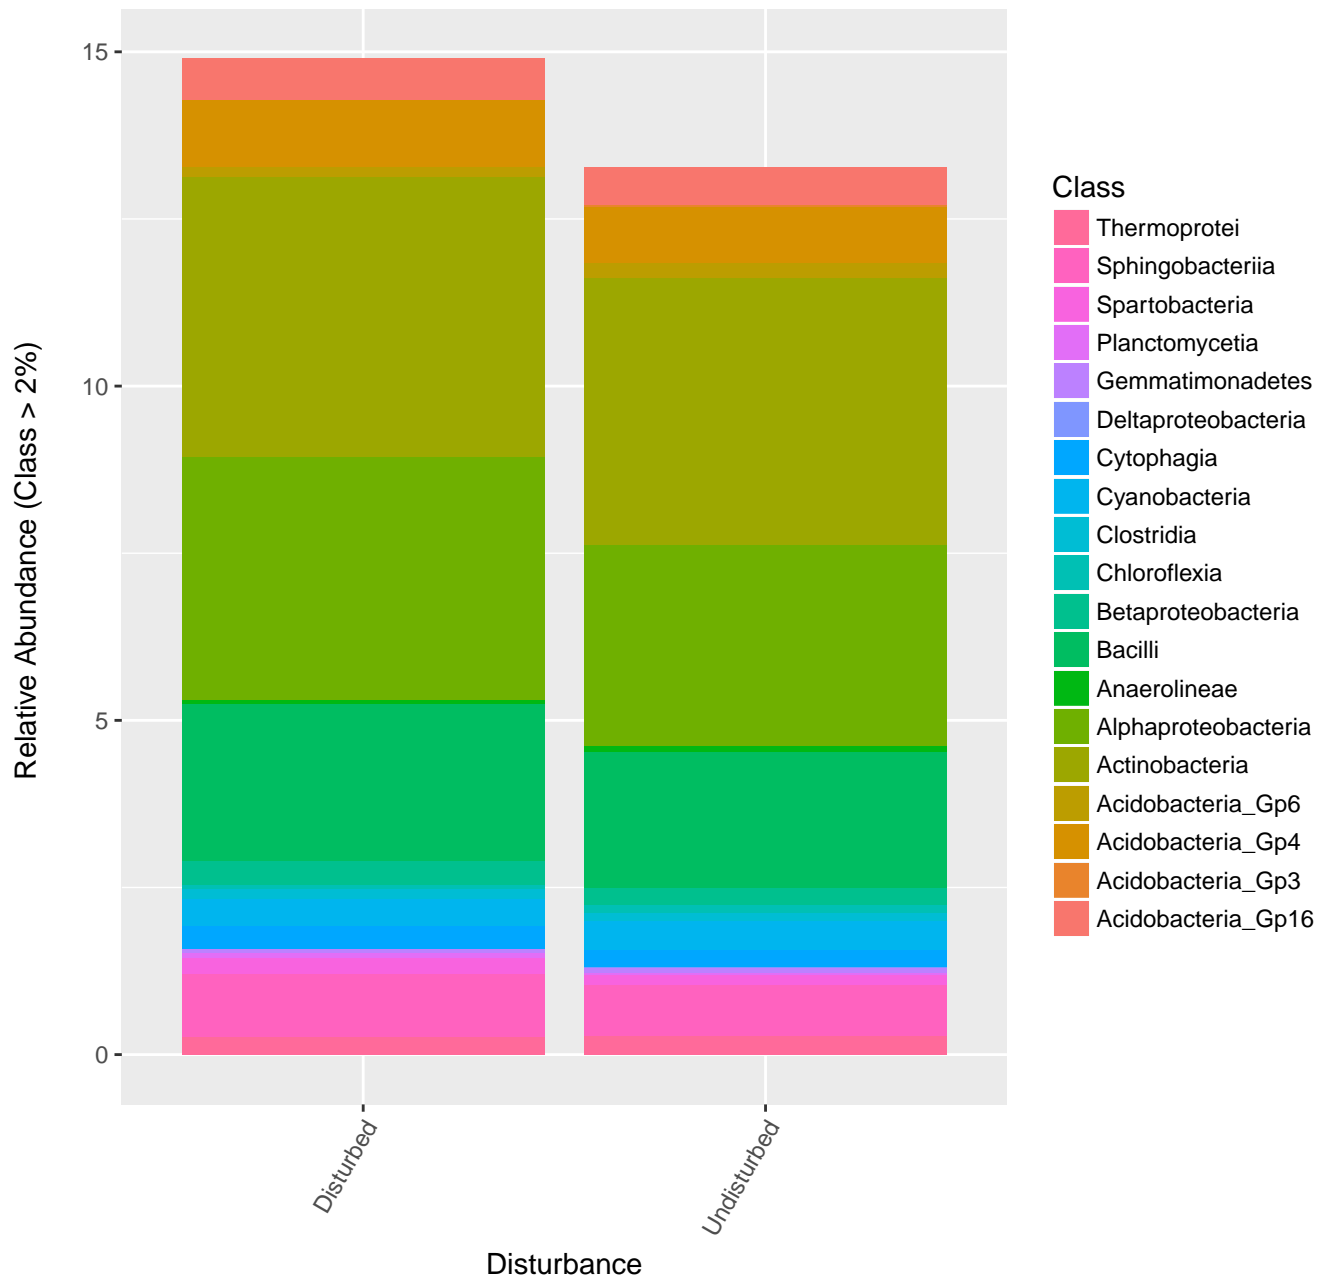 15
10
5
0
Relative Abundance (Class > 2%)
Disturbed
Undisturbed
Disturbance
Class
Thermoprotei
Sphingobacteriia
Spartobacteria
Planctomycetia
Gemmatimonadetes
Deltaproteobacteria
Cytophagia
Cyanobacteria
Clostridia
Chloroflexia
Betaproteobacteria
Bacilli
Anaerolineae
Alphaproteobacteria
Actinobacteria
Acidobacteria_Gp6
Acidobacteria_Gp4
Acidobacteria_Gp3
Acidobacteria_Gp16